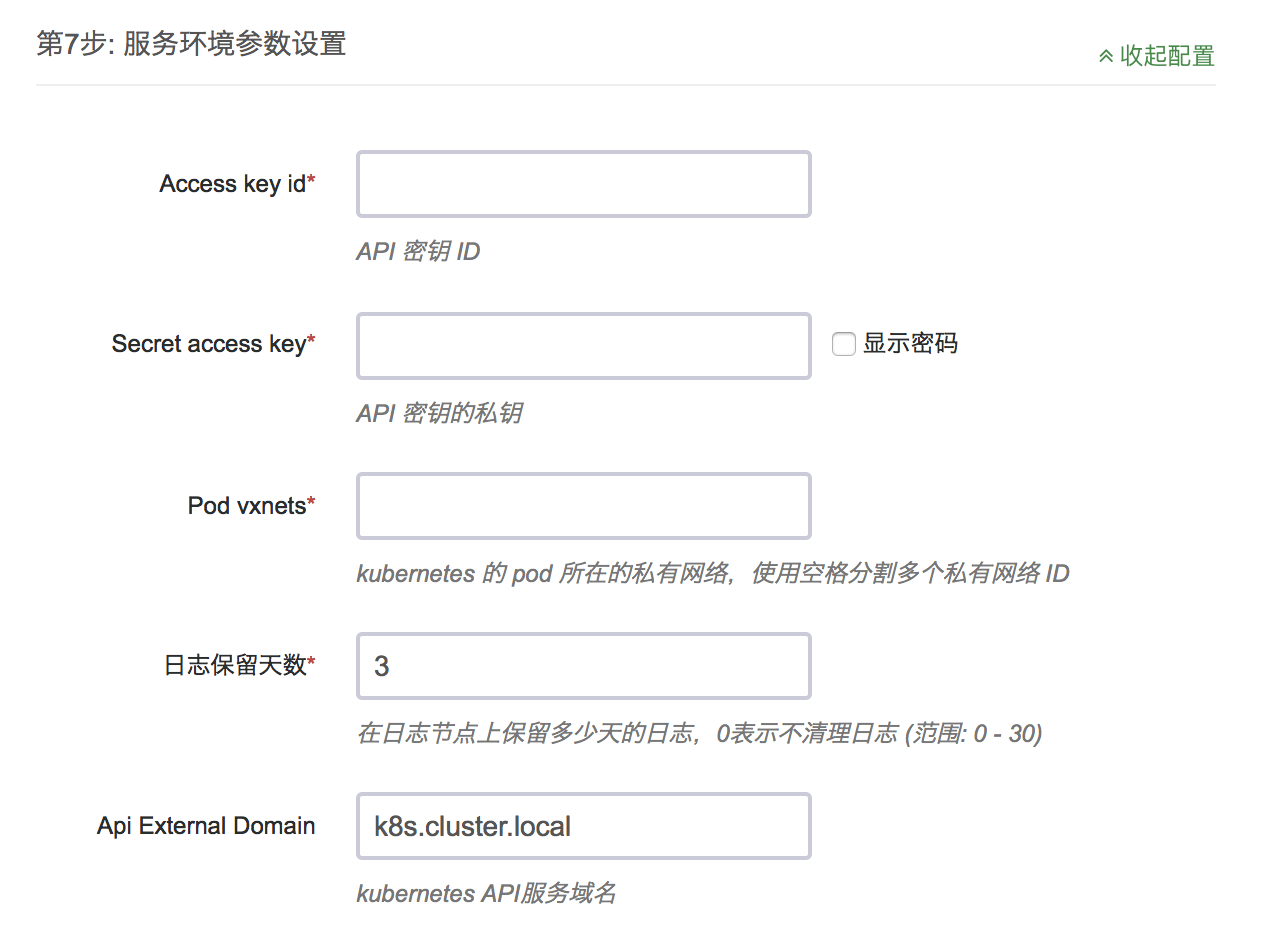 第7步: 服务环境参数设置
收起配置
Access key id*
API 密钥 ID
Secret access key*
显示密码
API 密钥的私钥
Pod vxnets*
kubernetes 的 pod 所在的私有网络，使用空格分割多个私有网络 ID
日志保留天数*
3
在日志节点上保留多少天的日志，0表示不清理日志 (范围: 0 - 30)
Api External Domain
k8s.cluster.local
kubernetes API服务域名